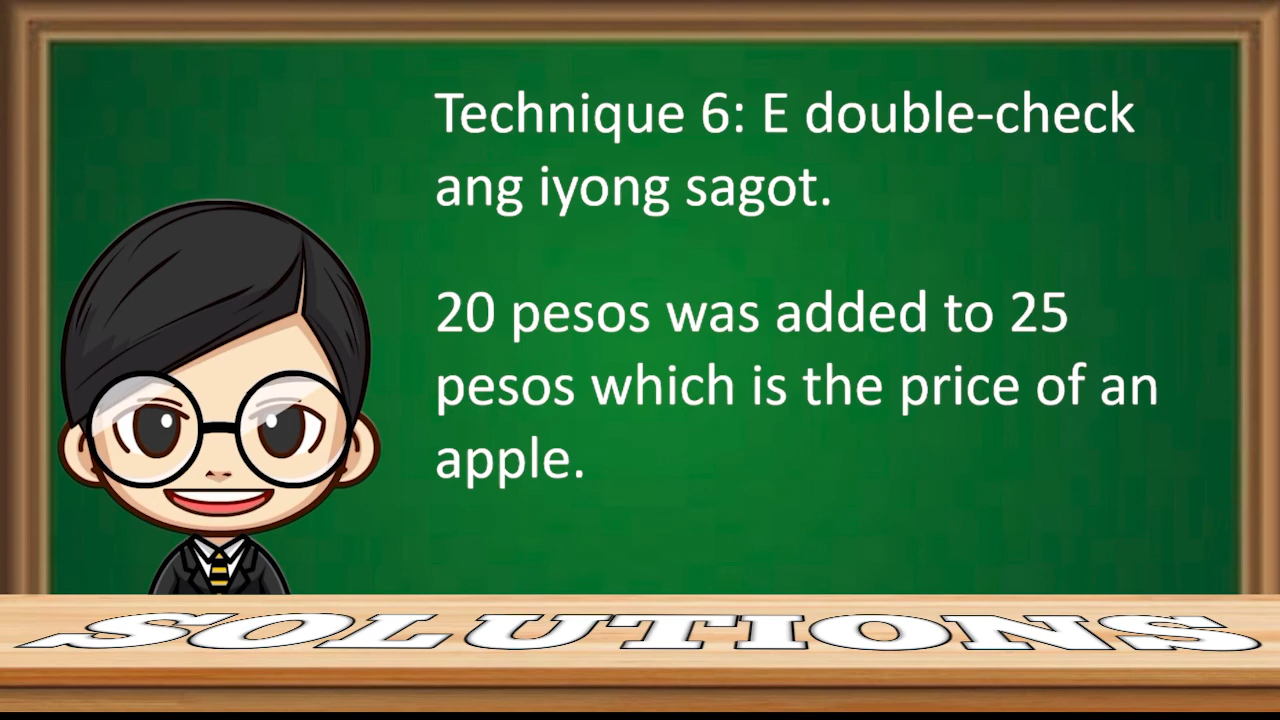 Technique 6: E double-check
ang iyong sagot.
20 pesos was added to 25
pesos which is the price of an
apple.
SOLUTIONS